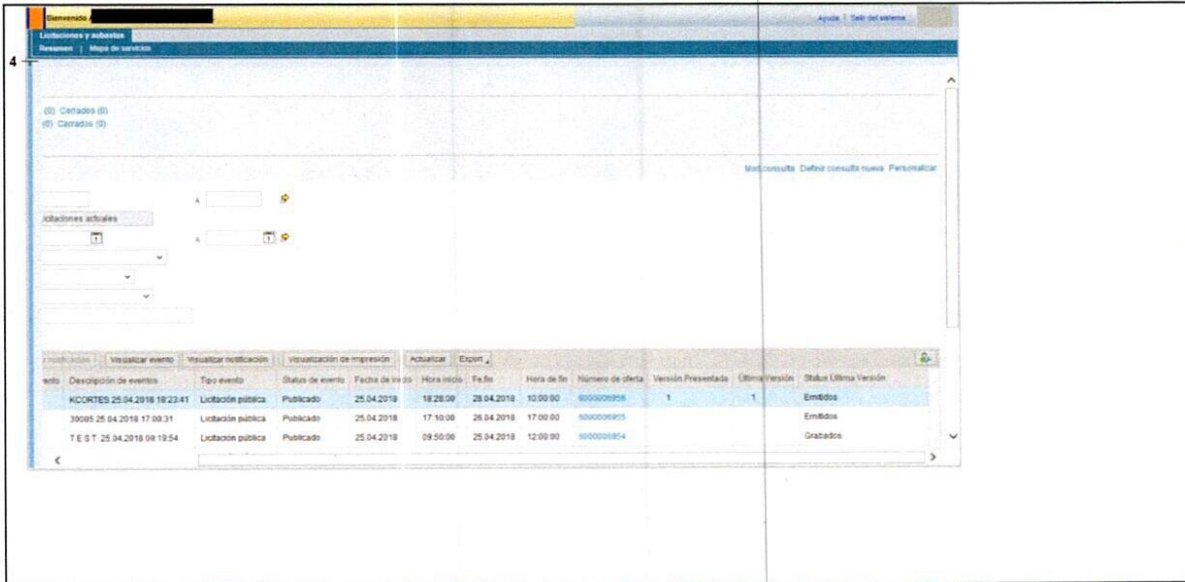 Bienvenido
Ayuda | Salir del sistema
Licitaciones y subastas
Resumen | Mapa de servicios
4
(0) Cerrados (0)
(0) Cerrados (0)
Mod.consulta Definir consulta nueva Personalizar
A
licitaciones actuales
1 A 1
Visualizar evento Visualizar notificación Visualización de impresión Actualizar Export
Descripción de eventos Tipo evento Status de evento Fecha de inicio Hora inicio Fe.fin Hora de fin Número de oferta Versión Presentada Última Versión Status Última Versión
KCORTES 25.04.2018 18:23:41 Licitación pública Publicado 25.04.2018 18:28:00 28.04.2018 10:00:00 6000006956 1 1 Emitidos
30005 25.04.2018 17:00:31 Licitación pública Publicado 25.04.2018 17:10:00 26.04.2018 17:00:00 6000006955 Emitidos
T E S T 25.04.2018 09:19:54 Licitación pública Publicado 25.04.2018 09:50:00 25.04.2018 12:00:00 6000006954 Grabados